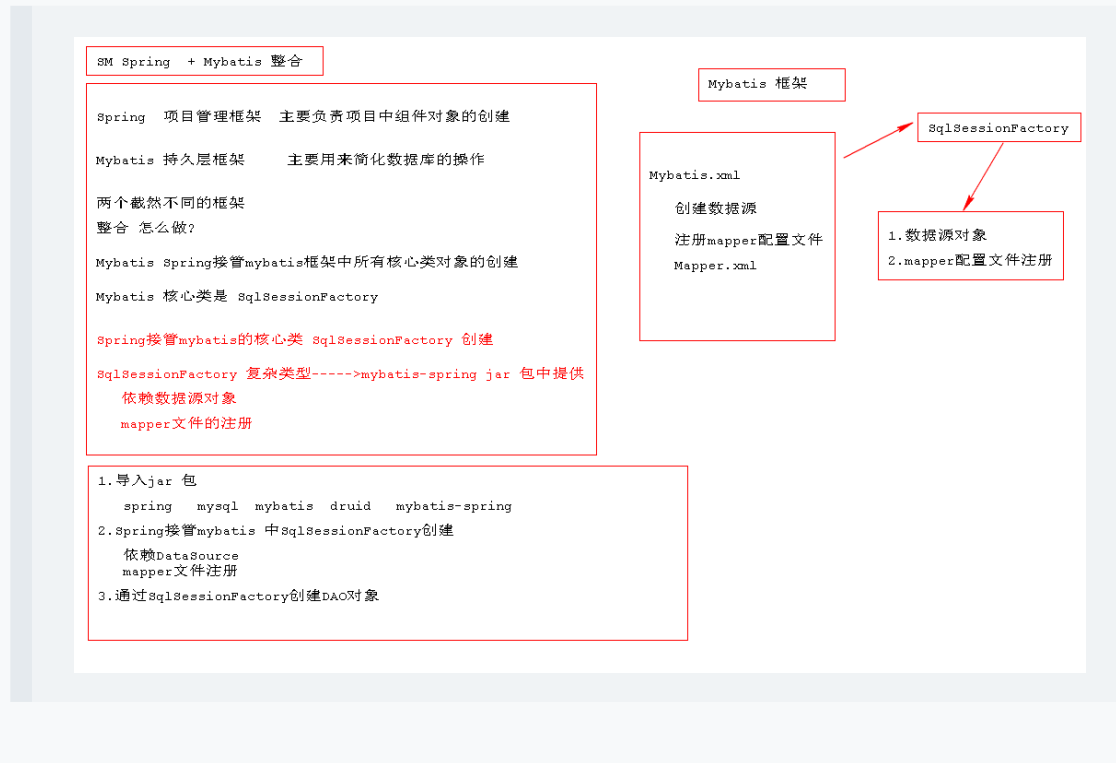 SM Spring + Mybatis 整合
Spring 项目管理框架 主要负责项目中组件对象的创建
Mybatis 持久层框架 主要用来简化数据库的操作
两个截然不同的框架
整合 怎么做?
Mybatis Spring接管mybatis框架中所有核心类对象的创建
Mybatis 核心类是 SqlSessionFactory
Spring接管mybatis的核心类 SqlSessionFactory 创建
SqlSessionFactory 复杂类型----->mybatis-spring jar 包中提供
依赖数据源对象
mapper文件的注册
1.导入jar 包
spring mysql mybatis druid mybatis-spring
2.Spring接管mybatis 中SqlSessionFactory创建
依赖DataSource
mapper文件注册
3.通过SqlSessionFactory创建DAO对象
Mybatis 框架
Mybatis.xml
创建数据源
注册mapper配置文件
Mapper.xml
SqlSessionFactory
1.数据源对象
2.mapper配置文件注册